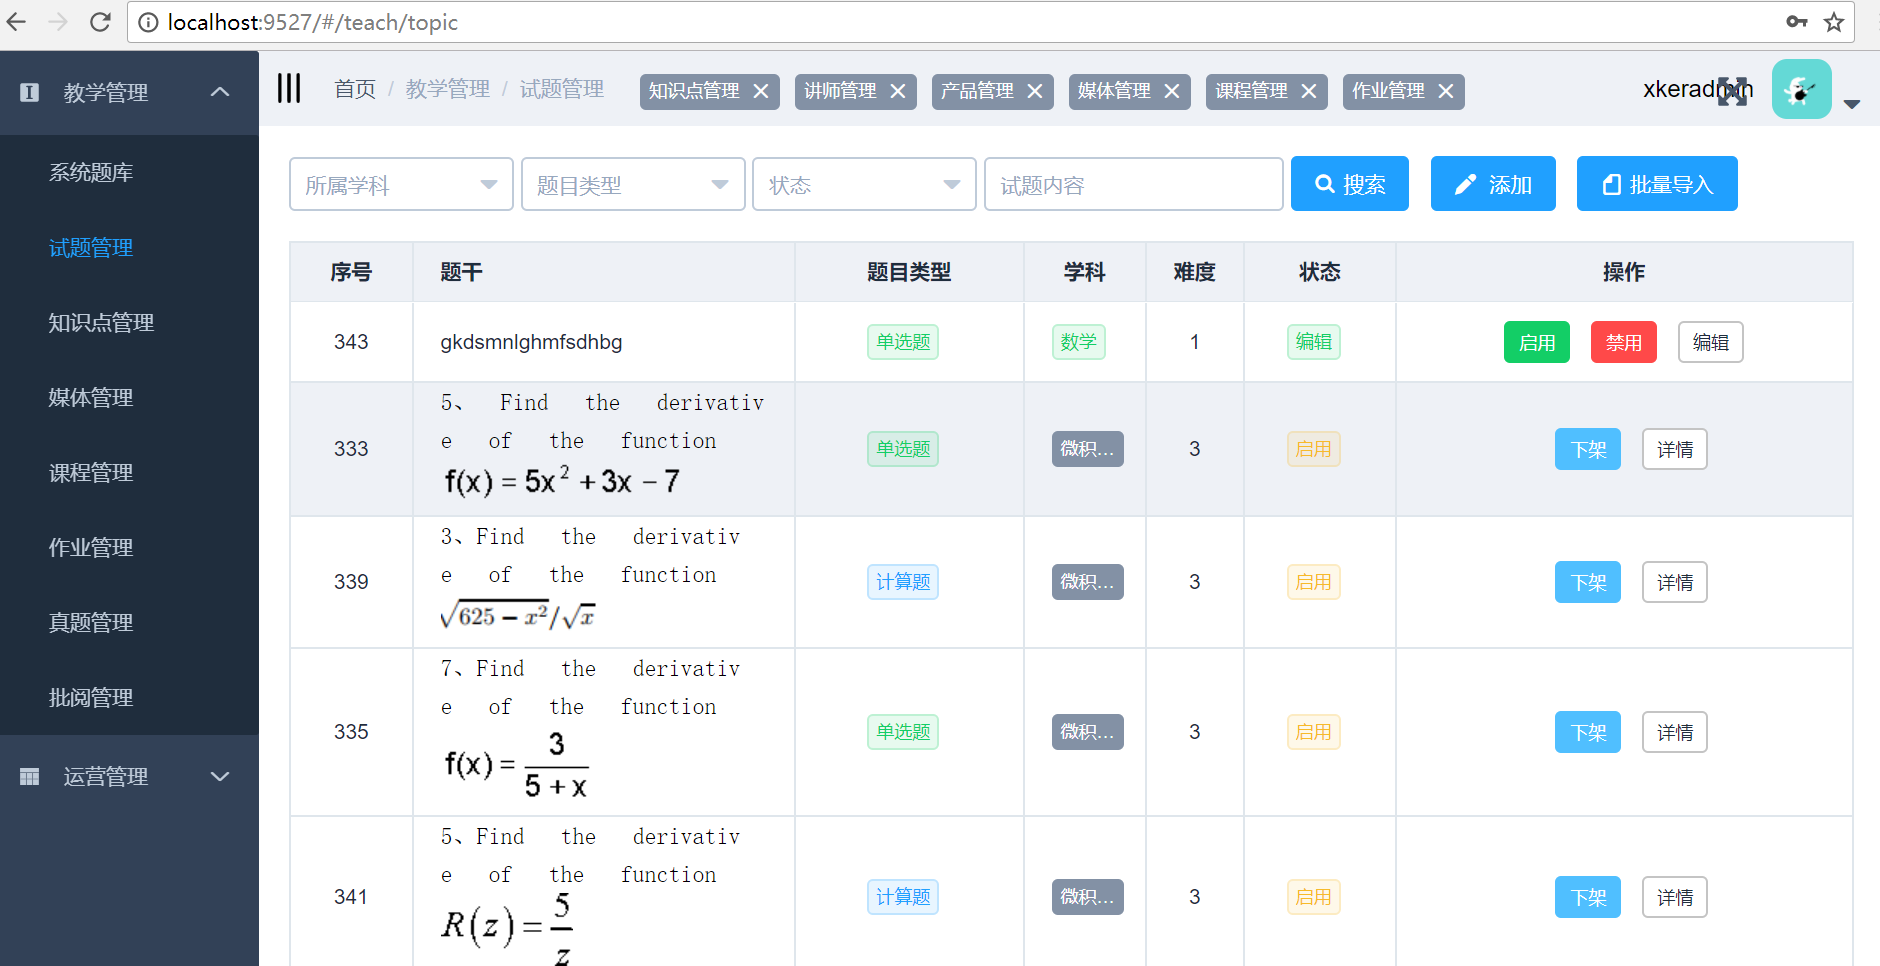 localhost:9527/#/teach/topic
教学管理
系统题库
试题管理
知识点管理
媒体管理
课程管理
作业管理
真题管理
批阅管理
运营管理
首页 / 教学管理 / 试题管理
知识点管理 ✕ 讲师管理 ✕ 产品管理 ✕ 媒体管理 ✕ 课程管理 ✕ 作业管理 ✕
xkeradmin
所属学科 题目类型 状态 试题内容 搜索 添加 批量导入
序号 题干 题目类型 学科 难度 状态 操作
343 gkdsmnlghmfsdhbg 单选题 数学 1 编辑 启用 禁用 编辑
5、 Find the derivativ
e of the function
f(x) = 5x² + 3x − 7
333 单选题 微积... 3 启用 下架 详情
3、Find the derivativ
e of the function
√(625 − x²)/√x
339 计算题 微积... 3 启用 下架 详情
7、Find the derivativ
e of the function
f(x) = 3/(5 + x)
335 单选题 微积... 3 启用 下架 详情
5、Find the derivativ
e of the function
R(z) = 5/z
341 计算题 微积... 3 启用 下架 详情